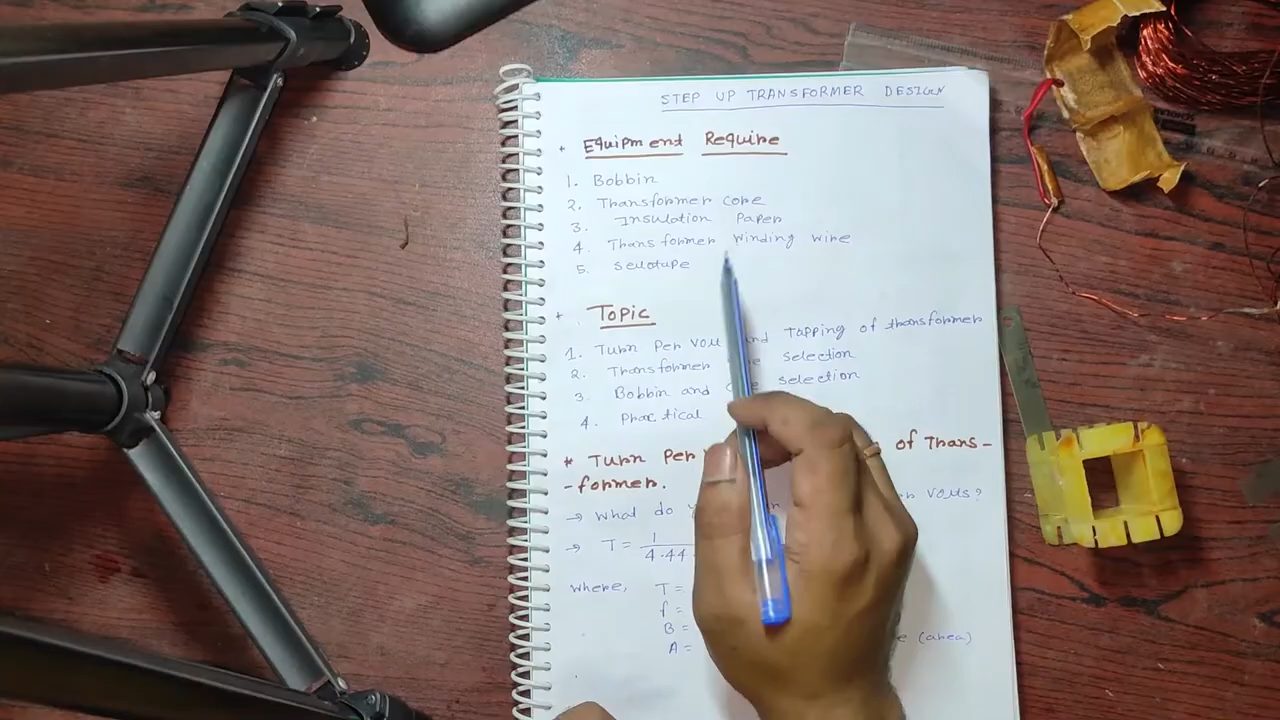 STEP UP TRANSFORMER DESIGN
* Equipment Require
1. Bobbin
2. Transformer core
3. Insulation Paper
4. Transformer winding wire
5. Sellotape
* Topic
1. Turn Per Volt and Tapping of transformer
2. Transformer selection
3. Bobbin and selection
4. Practical
* Turn Per of Trans-
-former.
→ What do volts?
→ T = 1
4.44
Where, T =
f =
B =
A = (area)